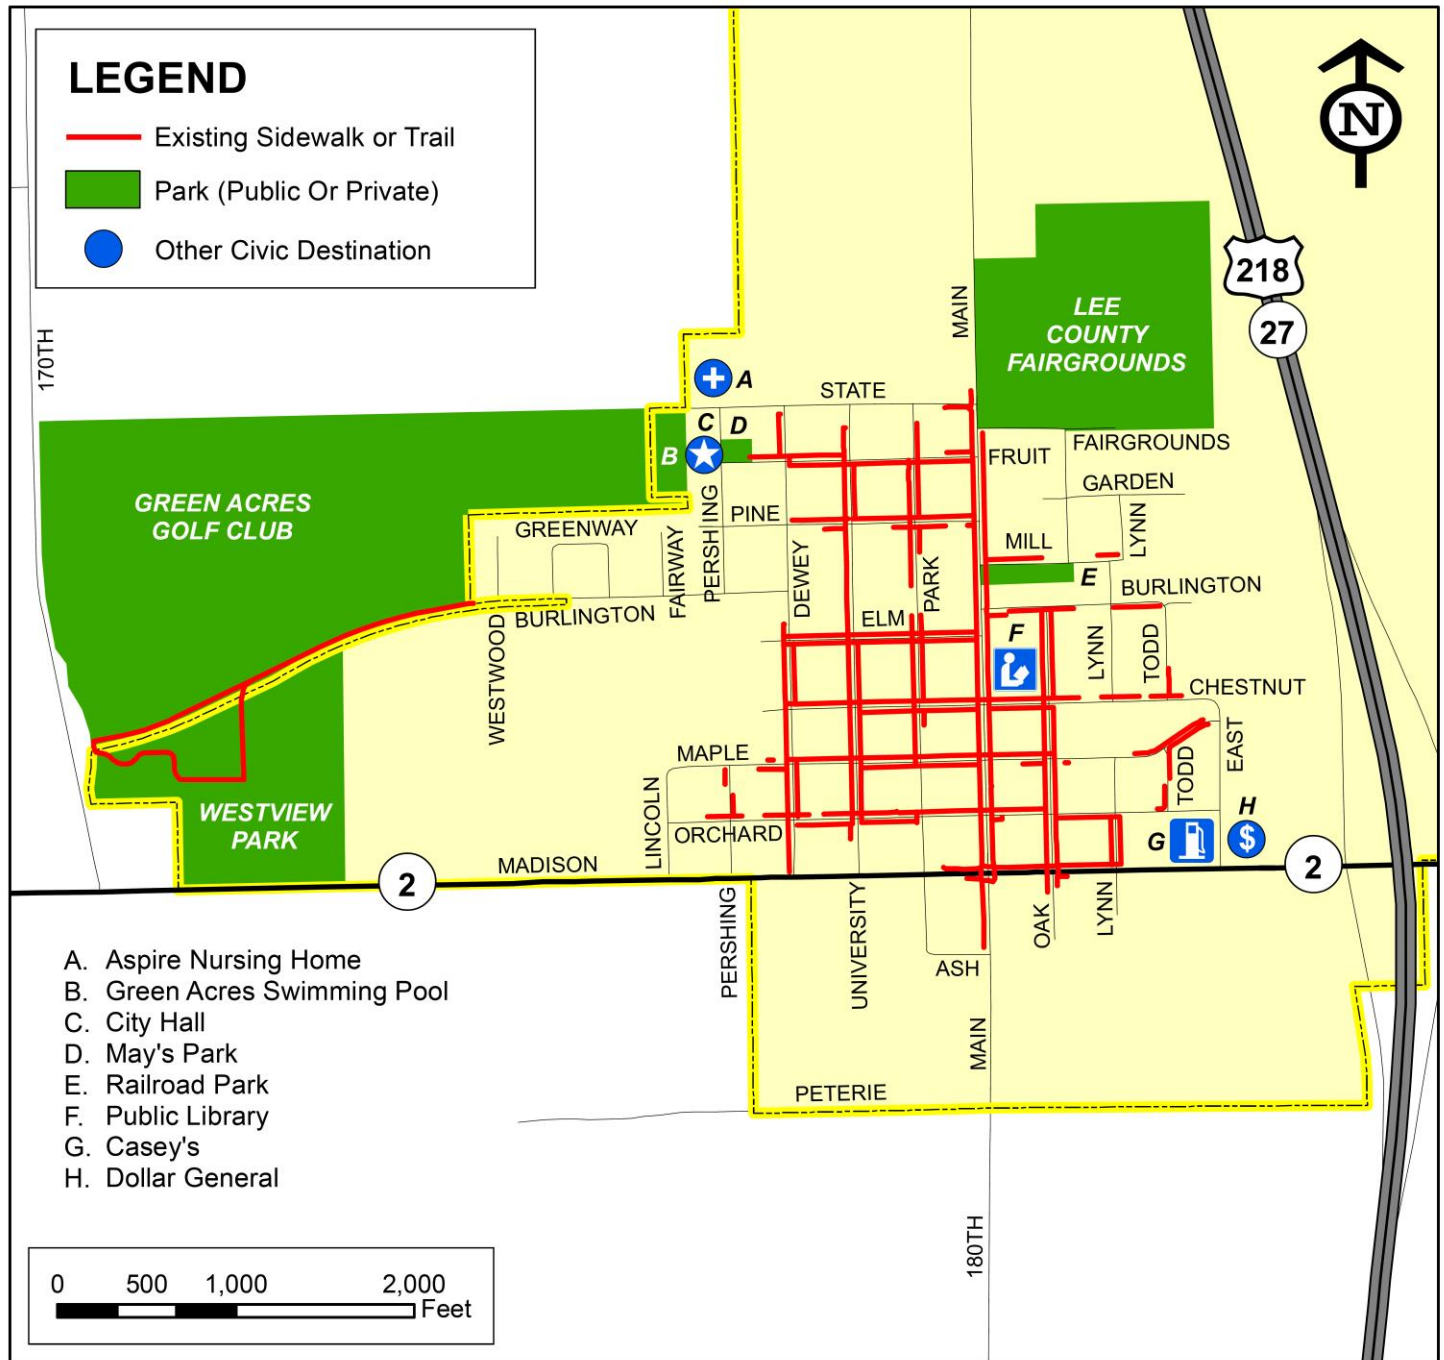 LEGEND
Existing Sidewalk or Trail
Park (Public Or Private)
Other Civic Destination
N
218
27
170TH
MAIN
LEE
COUNTY
FAIRGROUNDS
A
STATE
C
D
B
FRUIT
FAIRGROUNDS
GREEN ACRES
GOLF CLUB
GARDEN
PINE
GREENWAY
PERSHING
FAIRWAY
DEWEY
PARK
MILL
LYNN
E
BURLINGTON
BURLINGTON
ELM
F
WESTWOOD
LYNN
TODD
CHESTNUT
MAPLE
EAST
TODD
LINCOLN
WESTVIEW
PARK
ORCHARD
H
$
G
MADISON
2
2
PERSHING
UNIVERSITY
OAK
LYNN
ASH
MAIN
PETERIE
180TH
A. Aspire Nursing Home
B. Green Acres Swimming Pool
C. City Hall
D. May's Park
E. Railroad Park
F. Public Library
G. Casey's
H. Dollar General
0 500 1,000 2,000
Feet